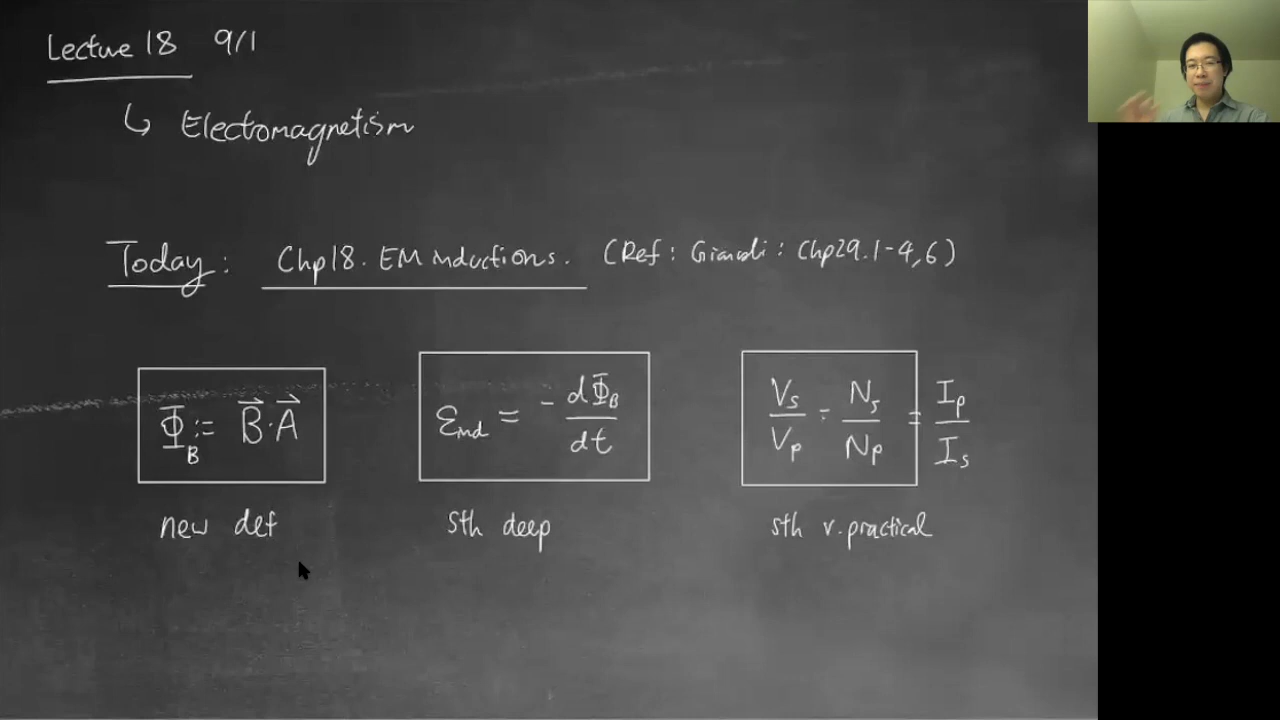 Lecture 18 9/1
↳ Electomagnetism
Today: Chp18. EM inductions. (Ref: Giancoli: Chp29.1-4,6)
Φ_B := B⃗·A⃗
ε_ind = - dΦ_B/dt
V_s/V_p = N_s/N_p = I_p/I_s
new def
sth deep
sth v.practical